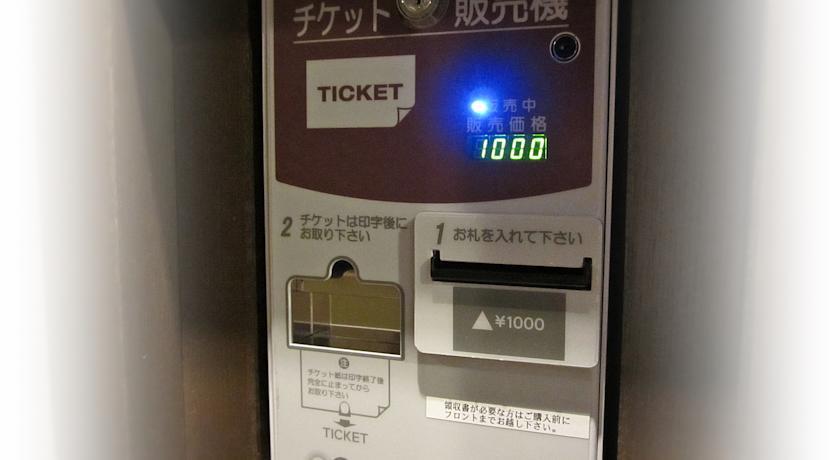 チケット 販売機
TICKET
販売中
販売価格
1000
2 チケットは印字後に
お取り下さい
1 お札を入れて下さい
▲¥1000
注
チケット紙は印字終了後
完全に止まってから
お取り下さい
TICKET
領収書が必要な方はご購入前に
フロントまでお越し下さい。